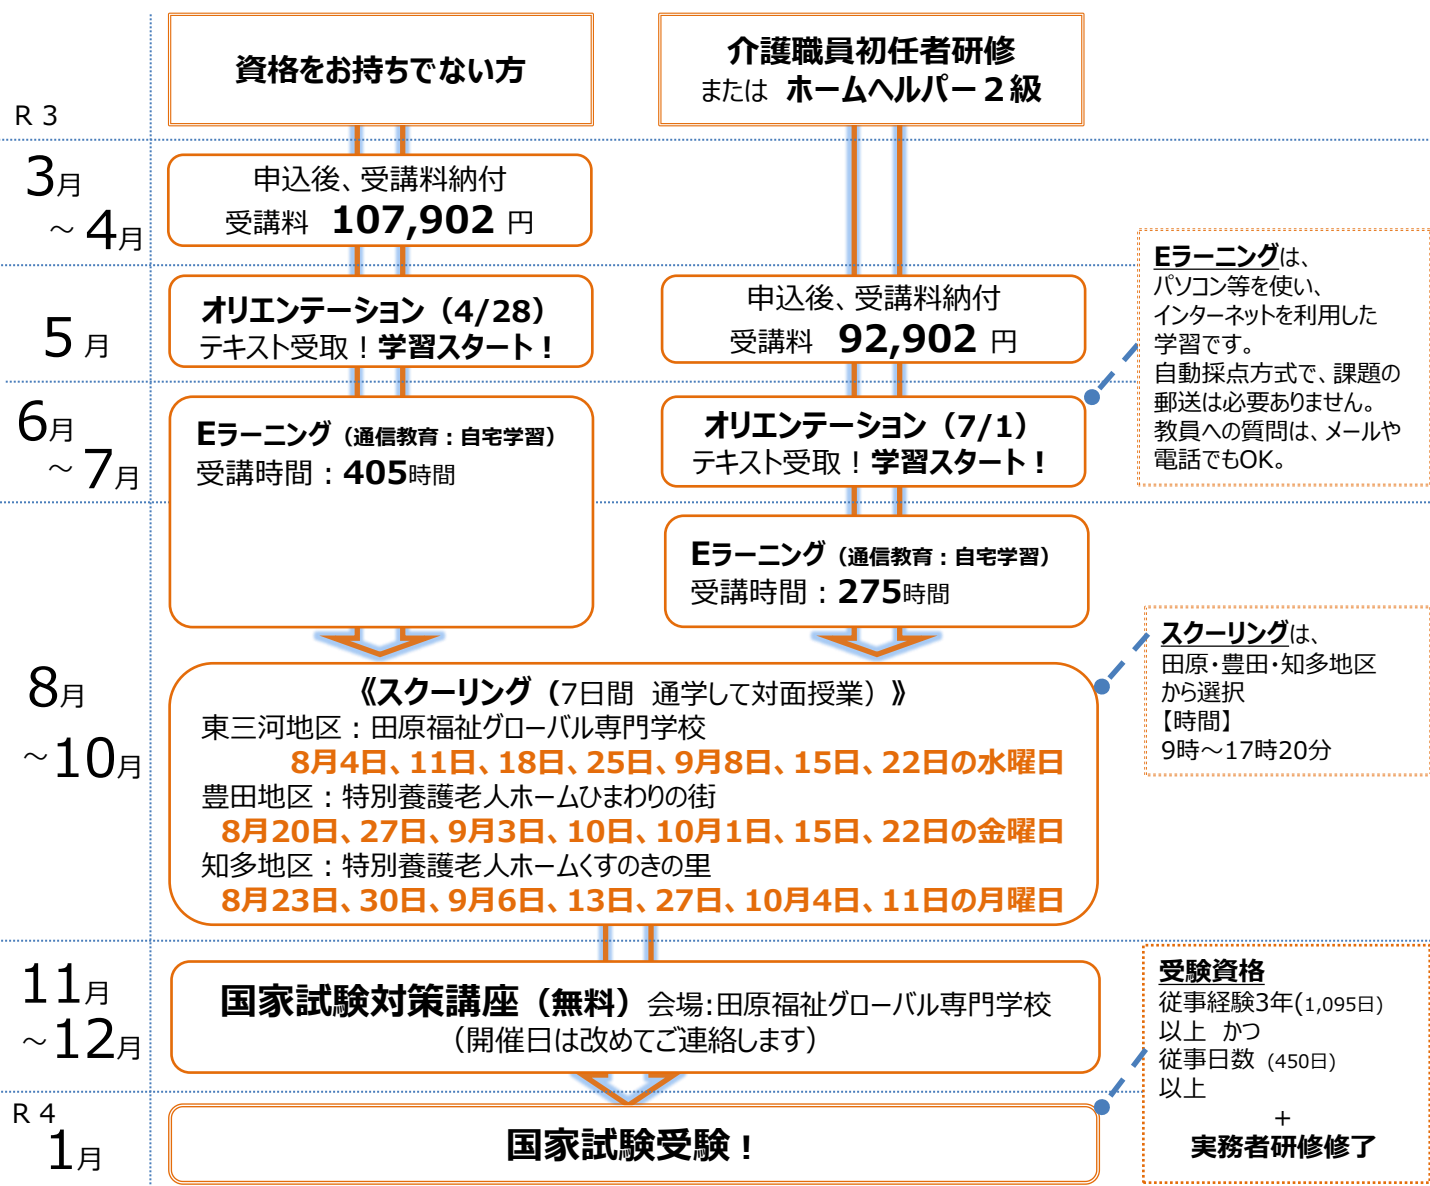 資格をお持ちでない方
介護職員初任者研修
または ホームヘルパー２級
R 3
3月
～ 4月
申込後、受講料納付
受講料 107,902 円
5 月
オリエンテーション（4/28）
テキスト受取！学習スタート！
申込後、受講料納付
受講料 92,902 円
Eラーニングは、
パソコン等を使い、
インターネットを利用した
学習です。
自動採点方式で、課題の
郵送は必要ありません。
教員への質問は、メールや
電話でもOK。
6月
～ 7月
Eラーニング（通信教育：自宅学習）
受講時間：405時間
オリエンテーション（7/1）
テキスト受取！学習スタート！
Eラーニング（通信教育：自宅学習）
受講時間：275時間
8月
～10月
《スクーリング（7日間 通学して対面授業）》
東三河地区：田原福祉グローバル専門学校
8月4日、11日、18日、25日、9月8日、15日、22日の水曜日
豊田地区：特別養護老人ホームひまわりの街
8月20日、27日、9月3日、10日、10月1日、15日、22日の金曜日
知多地区：特別養護老人ホームくすのきの里
8月23日、30日、9月6日、13日、27日、10月4日、11日の月曜日
スクーリングは、
田原・豊田・知多地区
から選択
【時間】
9時～17時20分
11月
～12月
国家試験対策講座（無料）会場:田原福祉グローバル専門学校
（開催日は改めてご連絡します）
受験資格
従事経験3年(1,095日)
以上 かつ
従事日数 (450日)
以上
+
実務者研修修了
R 4
1月
国家試験受験！